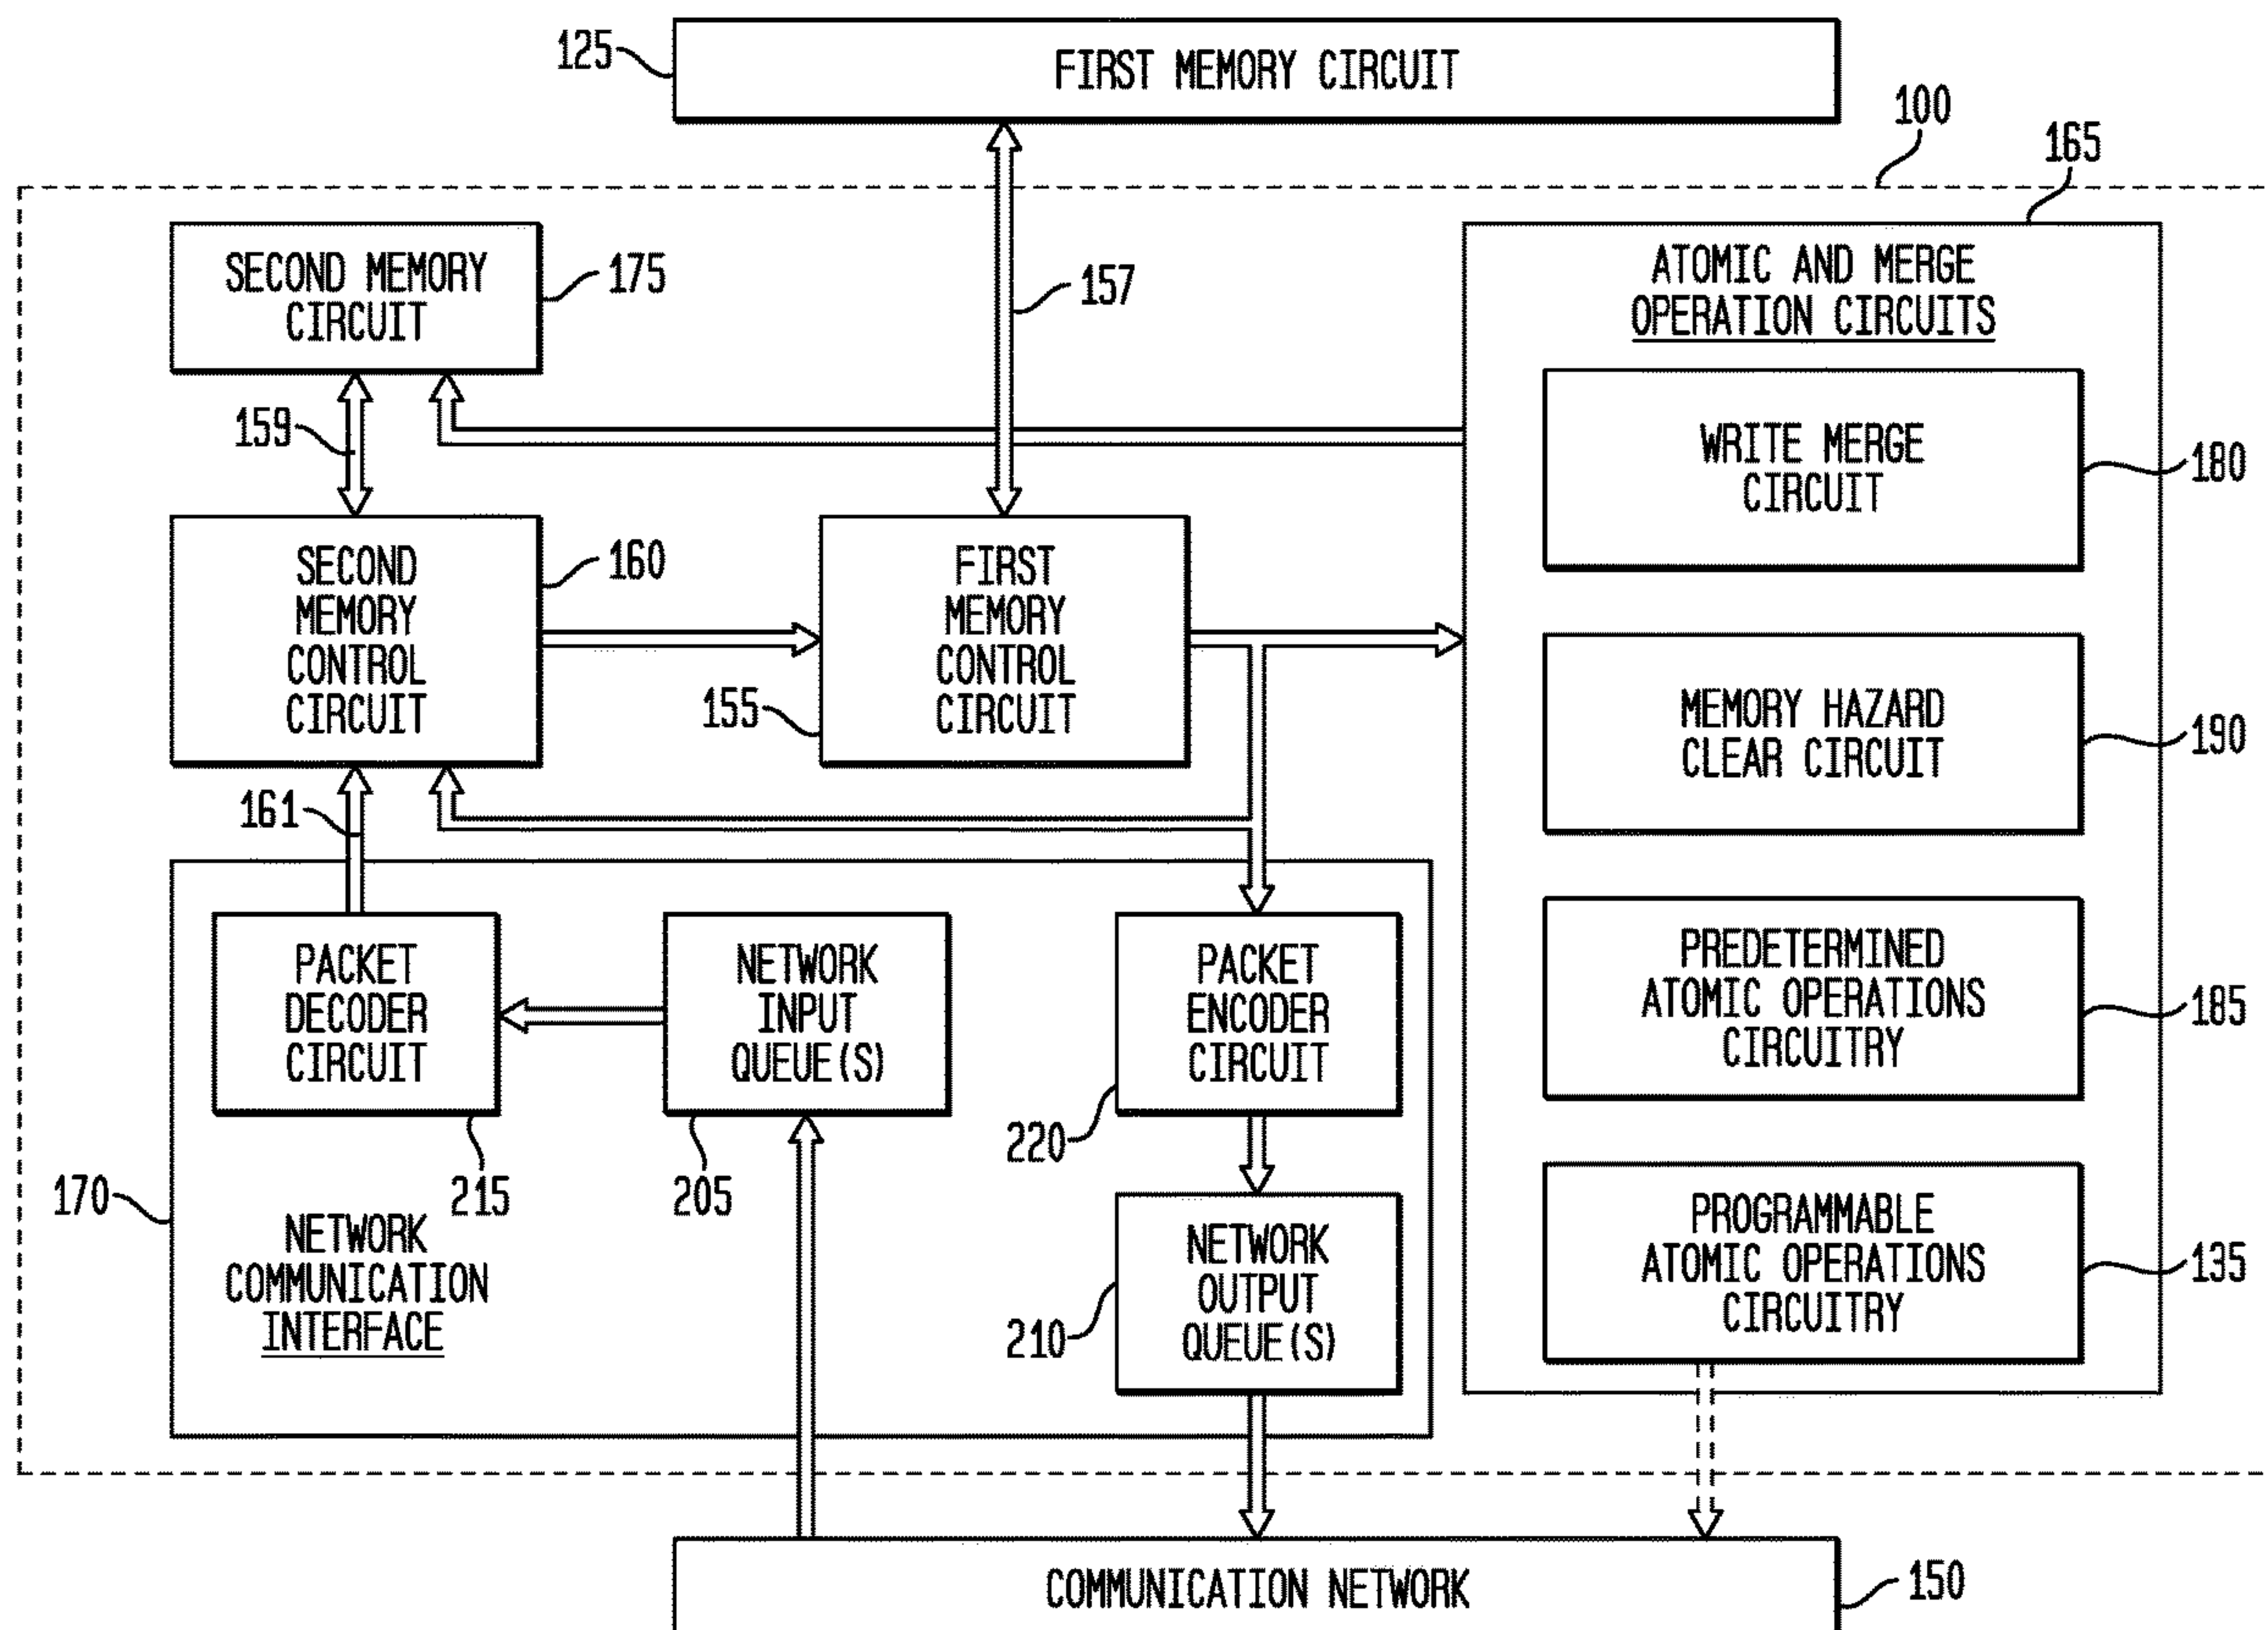 125
FIRST MEMORY CIRCUIT
100
165
SECOND MEMORY
CIRCUIT
175
157
ATOMIC AND MERGE
OPERATION CIRCUITS
159
WRITE MERGE
CIRCUIT
180
SECOND
MEMORY
CONTROL
CIRCUIT
160
FIRST
MEMORY
CONTROL
CIRCUIT
155
MEMORY HAZARD
CLEAR CIRCUIT
190
161
PACKET
DECODER
CIRCUIT
215
NETWORK
INPUT
QUEUE(S)
205
PACKET
ENCODER
CIRCUIT
220
PREDETERMINED
ATOMIC OPERATIONS
CIRCUITRY
185
170
NETWORK
COMMUNICATION
INTERFACE
NETWORK
OUTPUT
QUEUE(S)
210
PROGRAMMABLE
ATOMIC OPERATIONS
CIRCUITRY
135
COMMUNICATION NETWORK
150